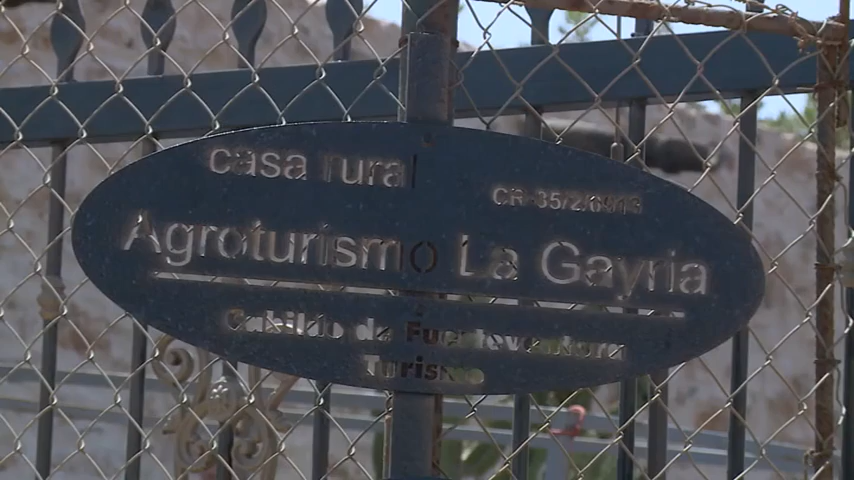 casa rural
CR-35/2/0013
Agroturismo La Gayria
Cabildo de Fuerteventura
Turismo